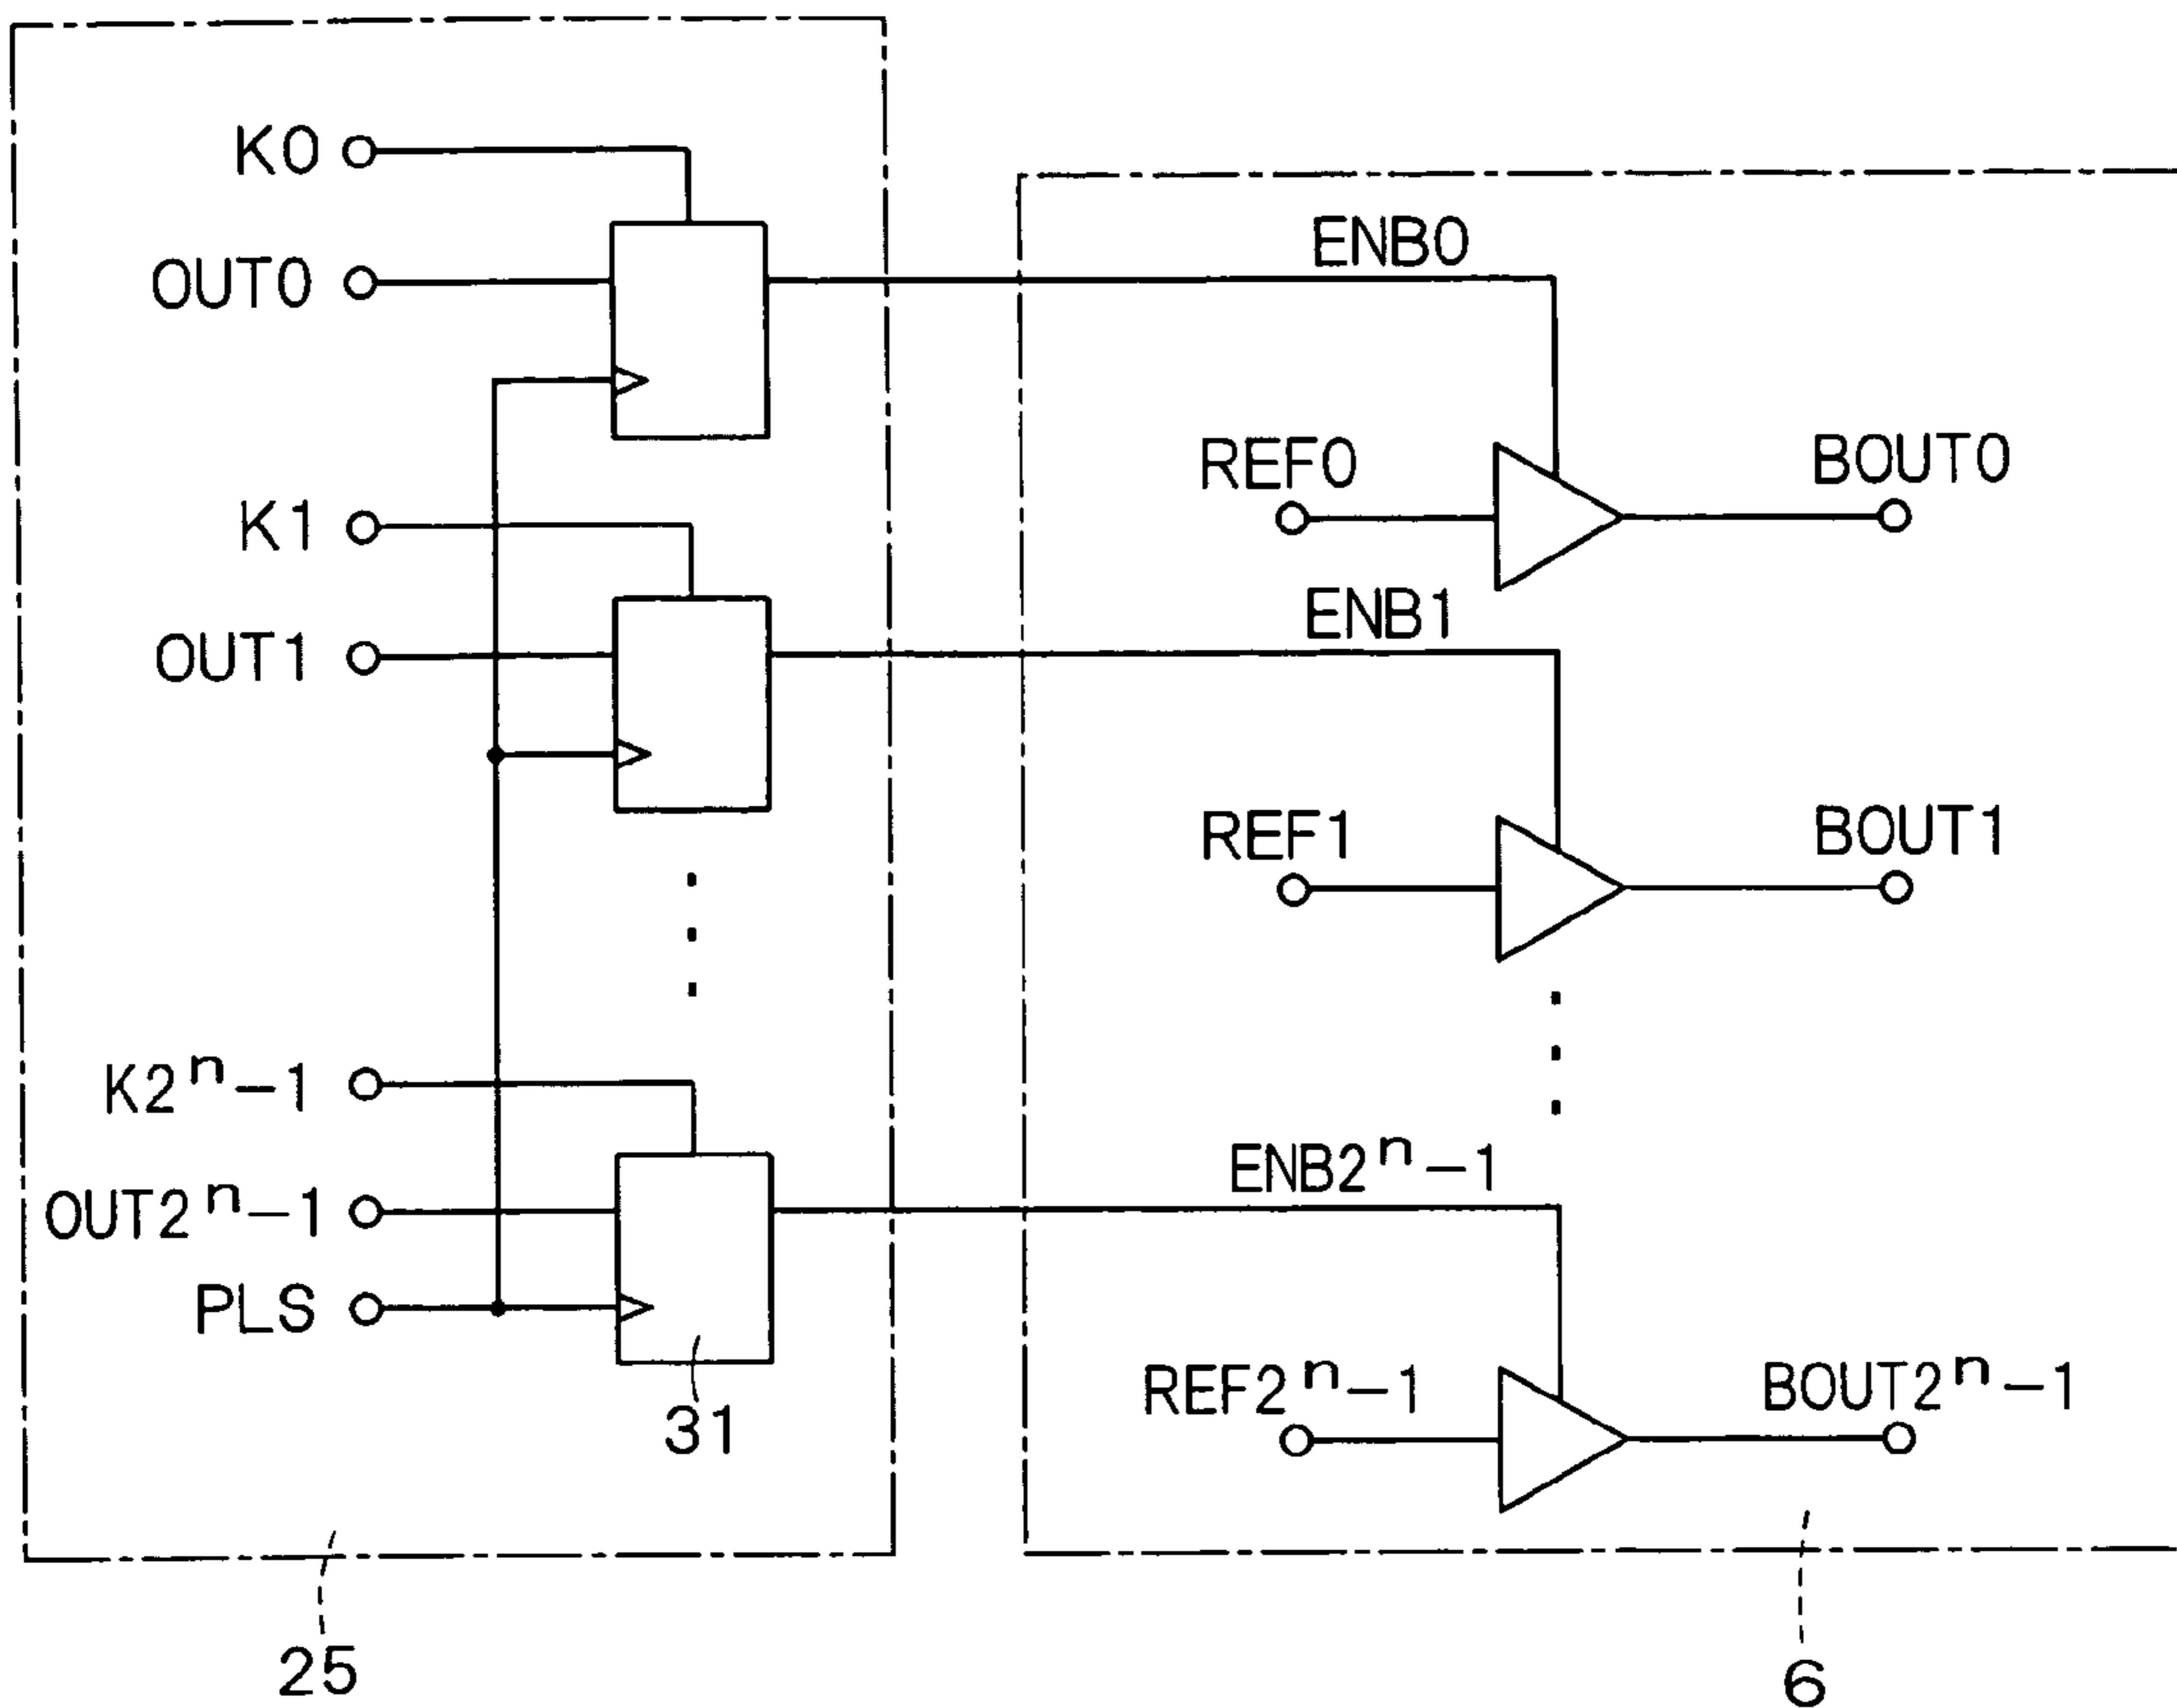 K0
OUT0
ENB0
REF0
BOUT0
K1
OUT1
ENB1
REF1
BOUT1
K2ⁿ-1
OUT2ⁿ-1
PLS
ENB2ⁿ-1
31
REF2ⁿ-1
BOUT2ⁿ-1
25
6